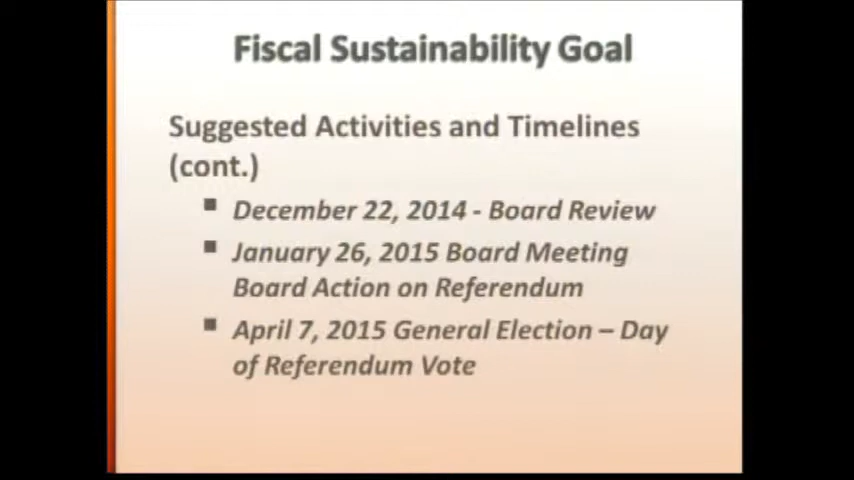 Fiscal Sustainability Goal
Suggested Activities and Timelines
(cont.)
▪ December 22, 2014 - Board Review
▪ January 26, 2015 Board Meeting
Board Action on Referendum
▪ April 7, 2015 General Election – Day
of Referendum Vote